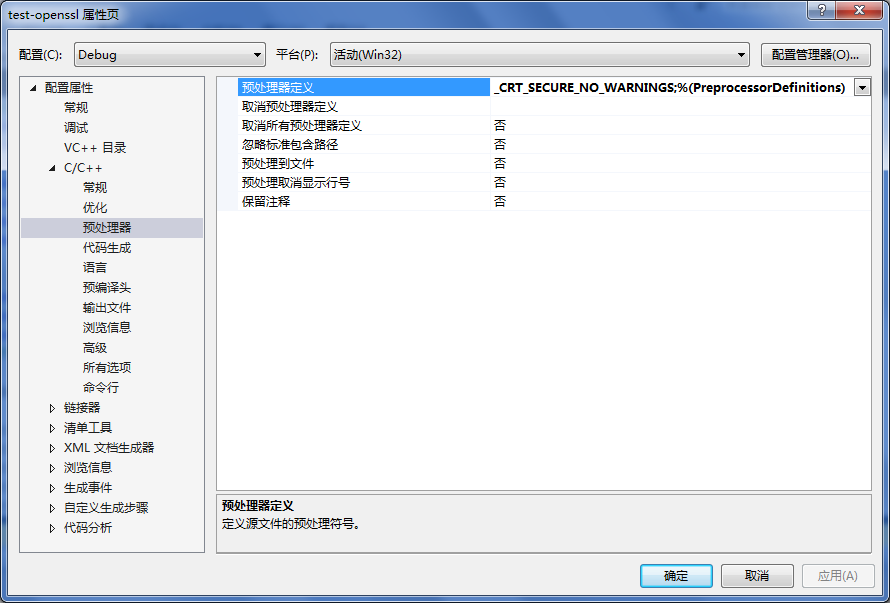 test-openssl 属性页
配置(C): Debug 平台(P): 活动(Win32) 配置管理器(O)...
配置属性
常规
调试
VC++ 目录
C/C++
常规
优化
预处理器
代码生成
语言
预编译头
输出文件
浏览信息
高级
所有选项
命令行
链接器
清单工具
XML 文档生成器
浏览信息
生成事件
自定义生成步骤
代码分析
预处理器定义 _CRT_SECURE_NO_WARNINGS;%(PreprocessorDefinitions)
取消预处理器定义
取消所有预处理器定义 否
忽略标准包含路径 否
预处理到文件 否
预处理取消显示行号 否
保留注释 否
预处理器定义
定义源文件的预处理符号。
确定 取消 应用(A)